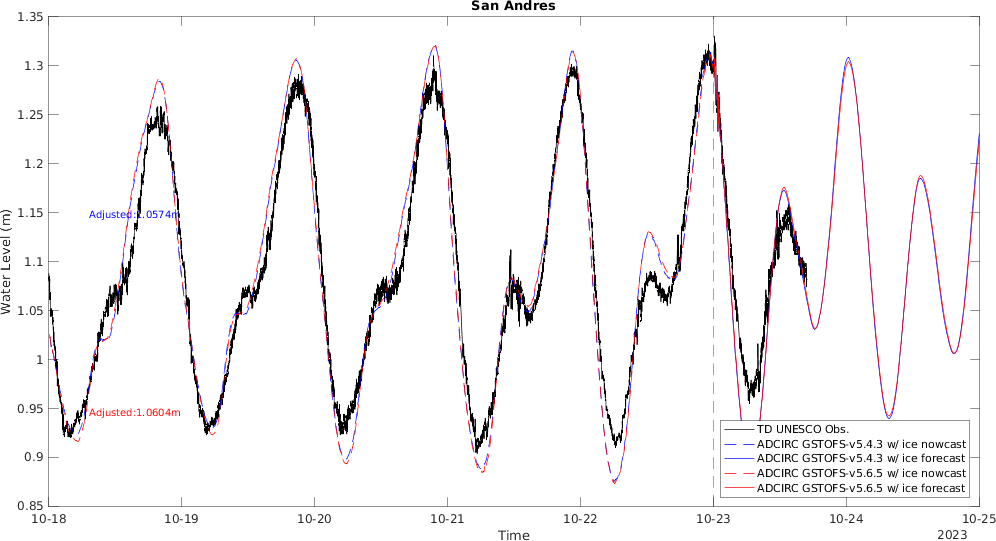 San Andres
1.35
1.3
1.25
1.2
1.15
1.1
1.05
1
0.95
0.9
0.85
Water Level (m)
Adjusted:1.0574m
Adjusted:1.0604m
TD UNESCO Obs.
ADCIRC GSTOFS-v5.4.3 w/ ice nowcast
ADCIRC GSTOFS-v5.4.3 w/ ice forecast
ADCIRC GSTOFS-v5.6.5 w/ ice nowcast
ADCIRC GSTOFS-v5.6.5 w/ ice forecast
10-18 10-19 10-20 10-21 10-22 10-23 10-24 10-25
Time
2023